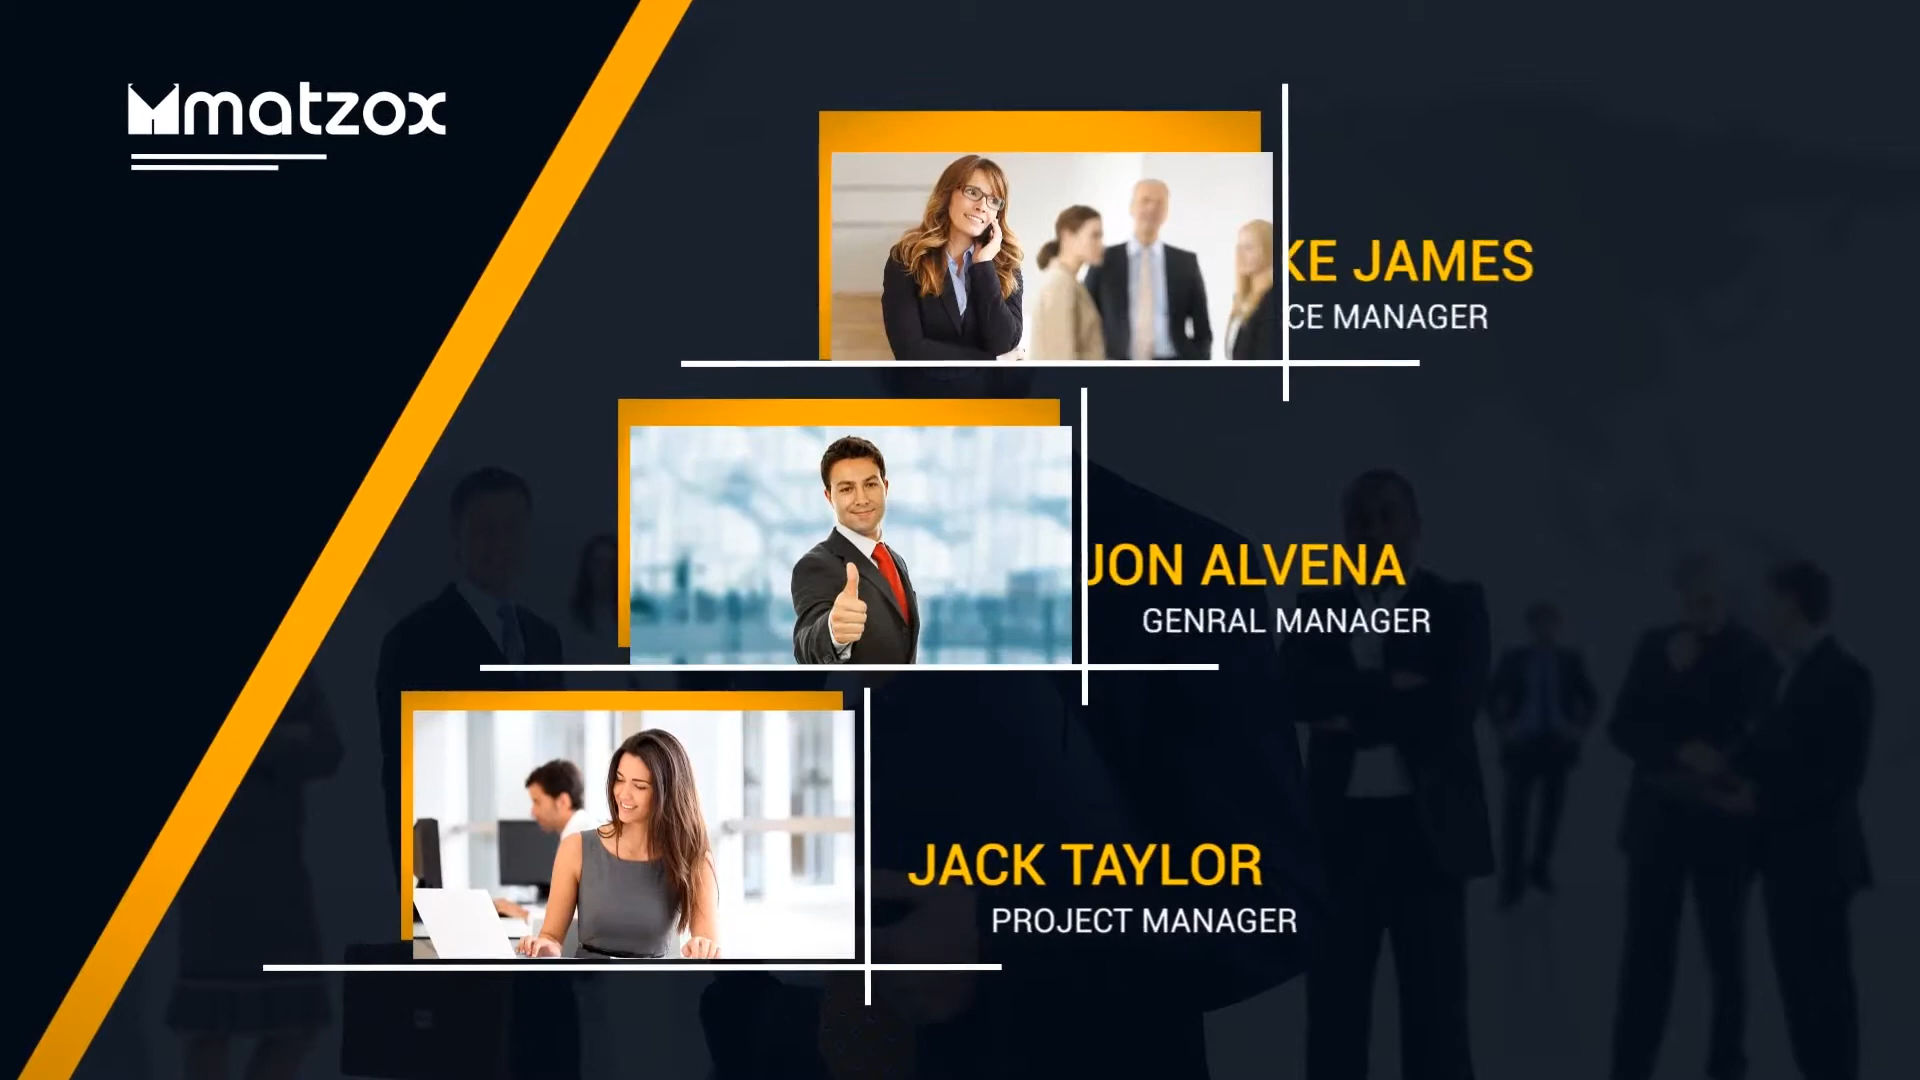 matzox
KE JAMES
CE MANAGER
JON ALVENA
GENRAL MANAGER
JACK TAYLOR
PROJECT MANAGER